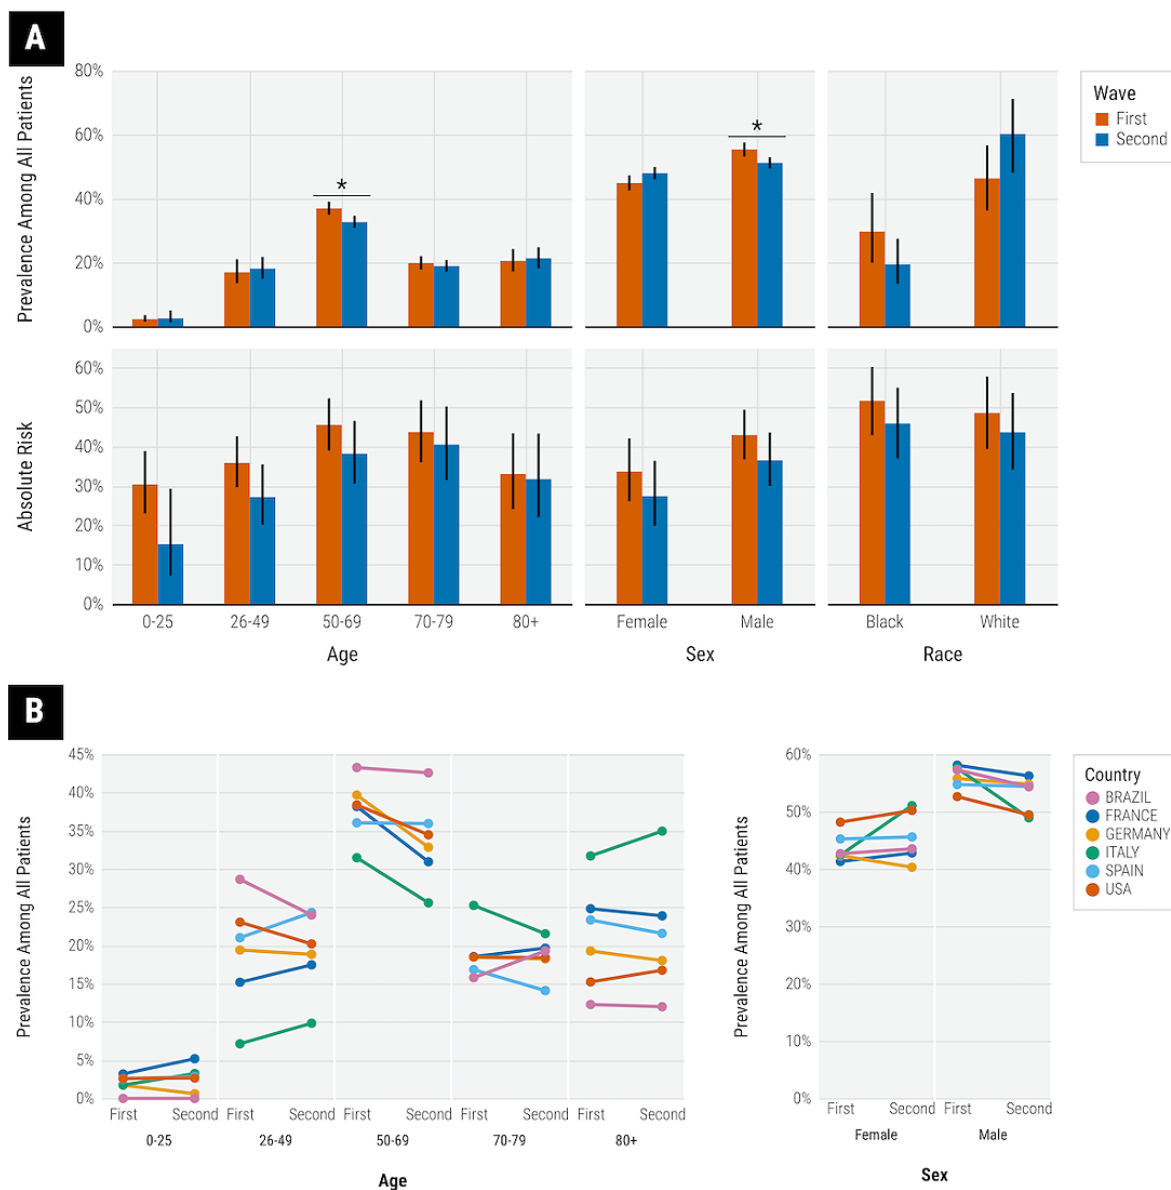 A
Prevalence Among All Patients
80%
60%
40%
20%
0%
*
*
Wave
First
Second
Absolute Risk
60%
50%
40%
30%
20%
10%
0%
0-25 26-49 50-69 70-79 80+ Female Male Black White
Age Sex Race
B
Prevalence Among All Patients
45%
40%
35%
30%
25%
20%
15%
10%
5%
0%
First Second First Second First Second First Second First Second
0-25 26-49 50-69 70-79 80+
Age
Prevalence Among All Patients
60%
50%
40%
30%
20%
10%
0%
First Second First Second
Female Male
Sex
Country
BRAZIL
FRANCE
GERMANY
ITALY
SPAIN
USA